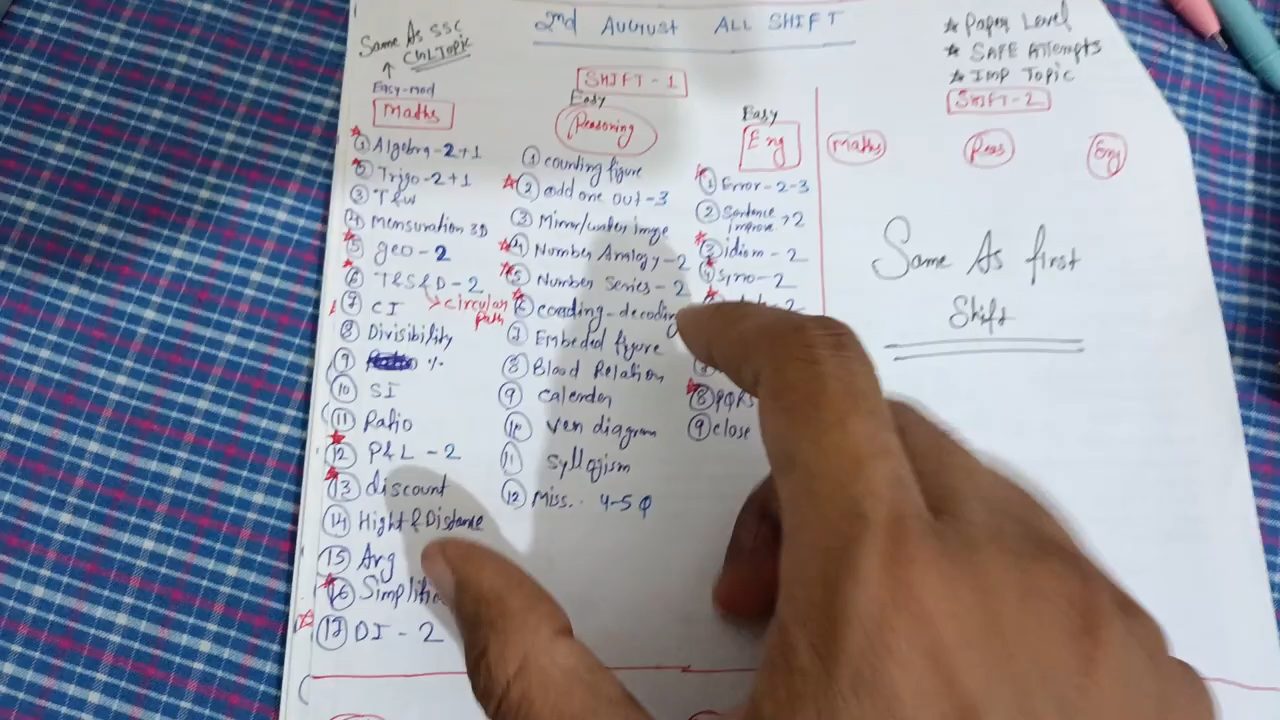 2nd AUGUST ALL SHIFT
Same As SSC
CHSL TOPIC
Easy-mod
Maths
① Algebra-2+1
② Trigo-2+1
③ T&W
④ Mensuration 3D
⑤ geo-2
⑥ T&S&D-2
circular
path
⑦ CI
⑧ Divisibility
⑨ %
⑩ SI
⑪ Ratio
⑫ P&L-2
⑬ discount
⑭ Hight & Distance
⑮ Avg
⑯
⑰ DI-2
SHIFT-1
Easy
Reasoning
① counting figure
② odd one out-3
③ Mirror/water image
④ Number Analogy-2
⑤ Number Series-2
⑥ coading-decoding
⑦ Embeded figure
⑧ Blood Relation
⑨ calender
⑩ ven diagram
11 syllogism
⑫ Miss.. 4-5 Q
Easy
Eng
① Error-2-3
② Sentence
improve→2
③ idiom-2
④ Syno-2
⑧ PQRS
⑨ close
★ Paper Level
★ SAFE Attempts
★ IMP Topic
SHIFT-2
Maths
Reas
Eng
Same As first
Shift